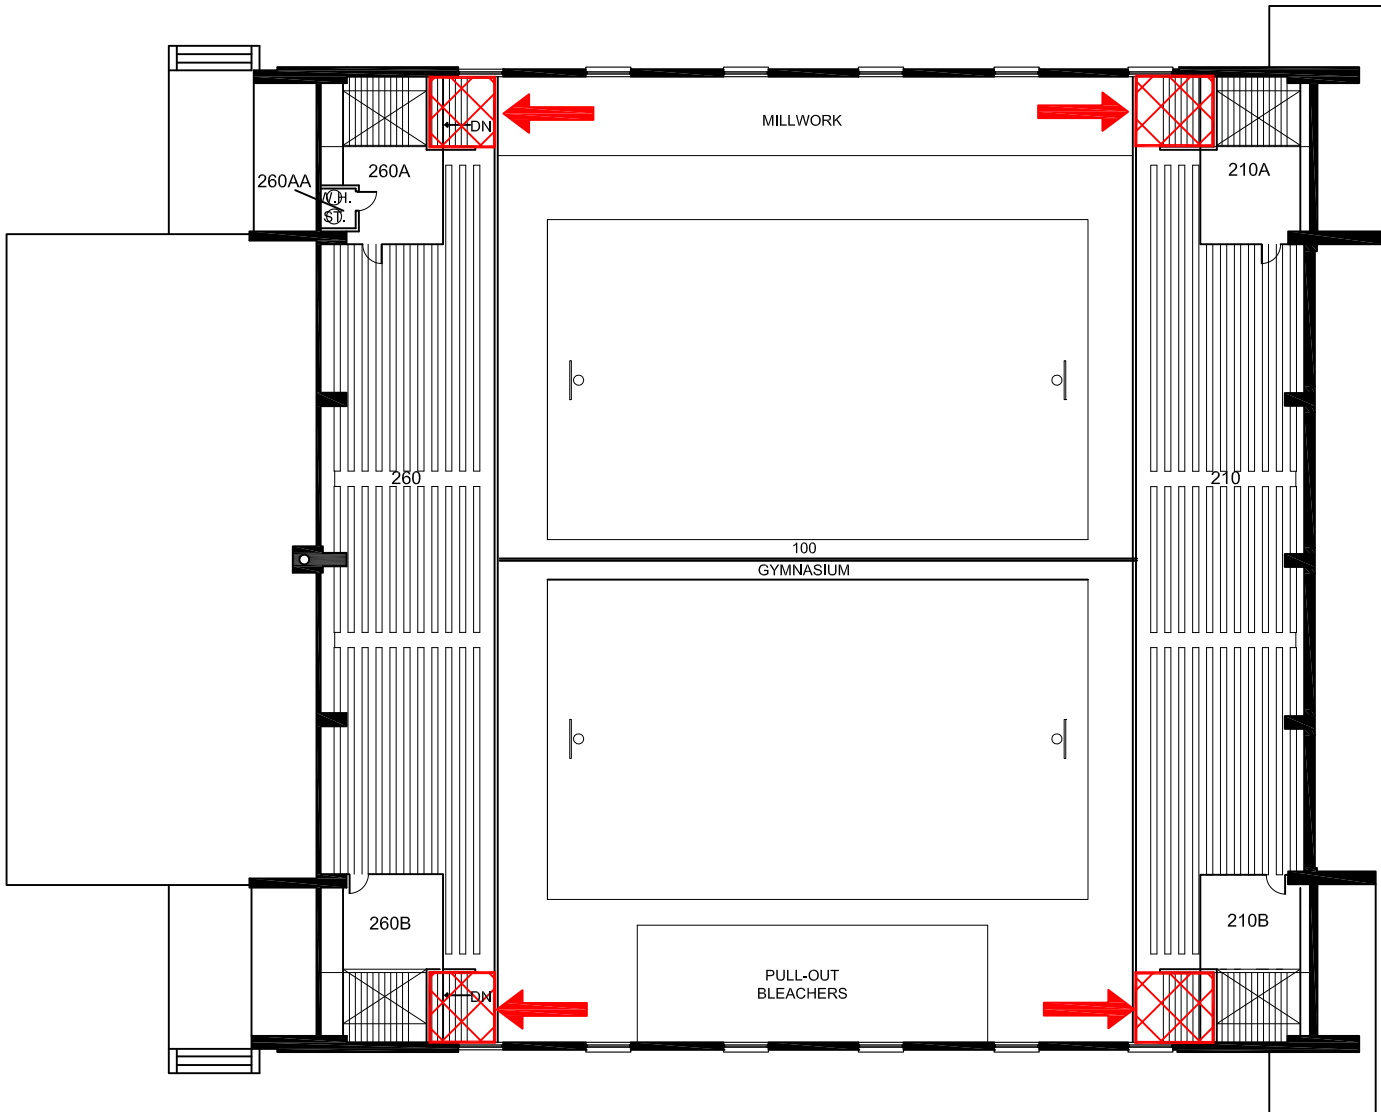 MILLWORK
DN
260A
210A
260AA
W.H.
ST.
260
210
100
GYMNASIUM
260B
210B
PULL-OUT
BLEACHERS
DN